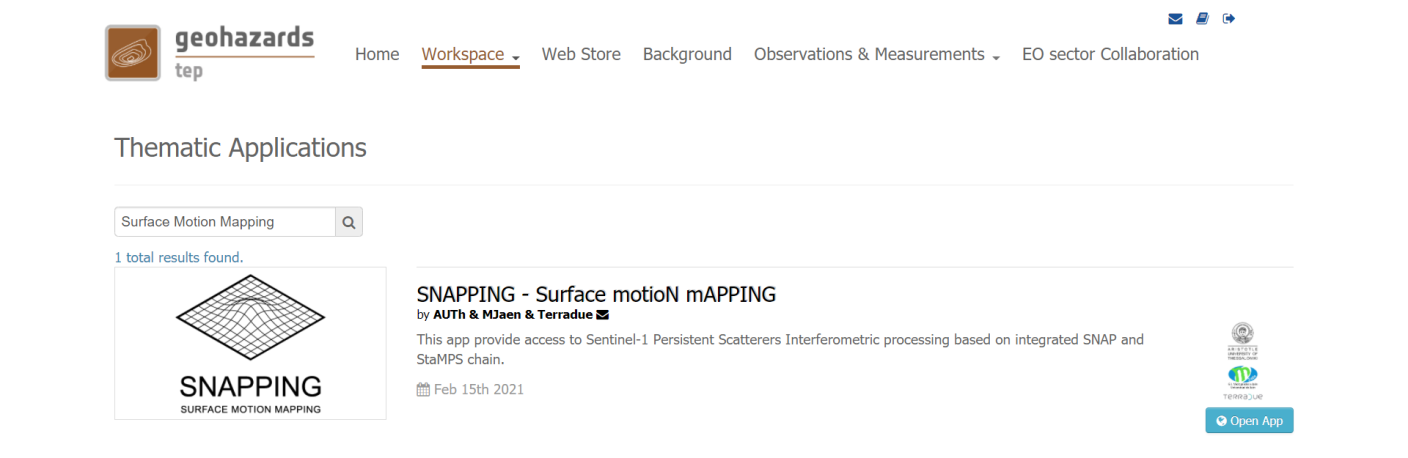 geohazards
tep
Home Workspace Web Store Background Observations & Measurements EO sector Collaboration
Thematic Applications
Surface Motion Mapping
1 total results found.
SNAPPING
SURFACE MOTION MAPPING
SNAPPING - Surface motioN mAPPING
by AUTh & MJaen & Terradue
This app provide access to Sentinel-1 Persistent Scatterers Interferometric processing based on integrated SNAP and
StaMPS chain.
Feb 15th 2021
ARISTOTLE
UNIVERSITY OF
THESSALONIKI
terradue
Open App